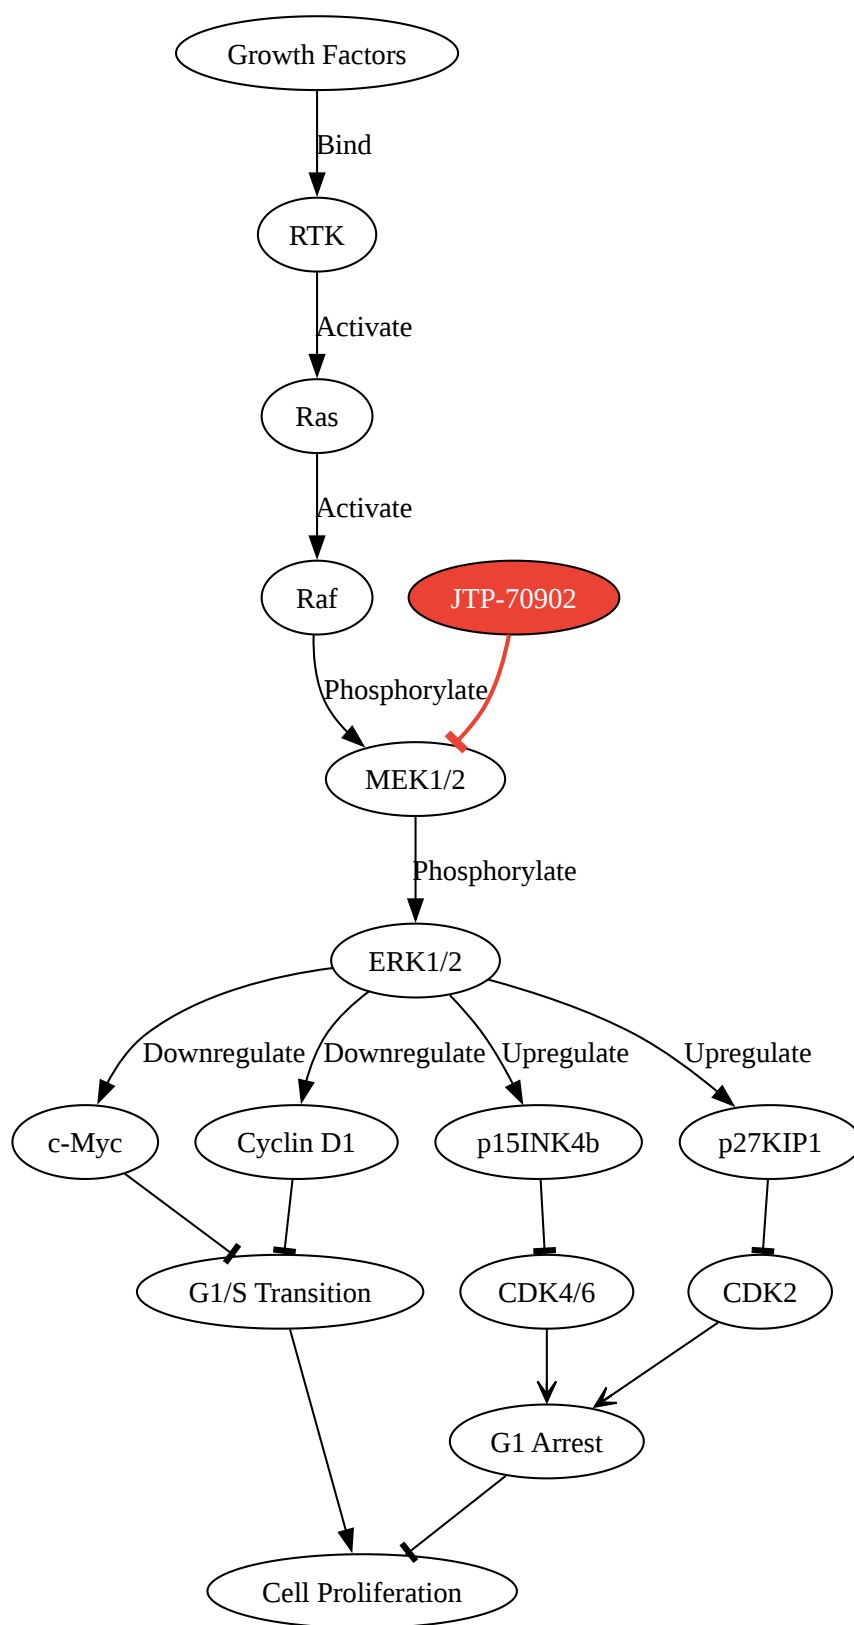 Growth Factors
Bind
RTK
Activate
Ras
Activate
Raf
JTP-70902
Phosphorylate
MEK1/2
Phosphorylate
ERK1/2
Downregulate
Downregulate
Upregulate
Upregulate
c-Myc
Cyclin D1
p15INK4b
p27KIP1
G1/S Transition
CDK4/6
CDK2
G1 Arrest
Cell Proliferation